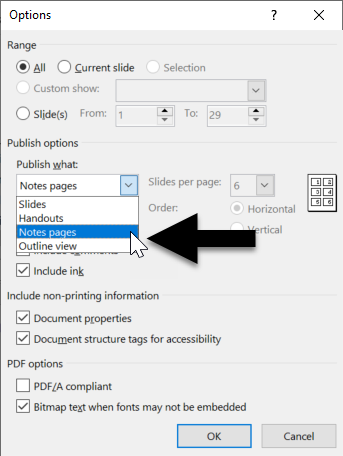 Options
Range
All Current slide Selection
Custom show:
Slide(s) From: 1 To: 29
Publish options
Publish what:
Notes pages Slides per page: 6
Slides
Handouts Order: Horizontal
Notes pages Vertical
Outline view
Include comments
Include ink
Include non-printing information
Document properties
Document structure tags for accessibility
PDF options
PDF/A compliant
Bitmap text when fonts may not be embedded
OK Cancel